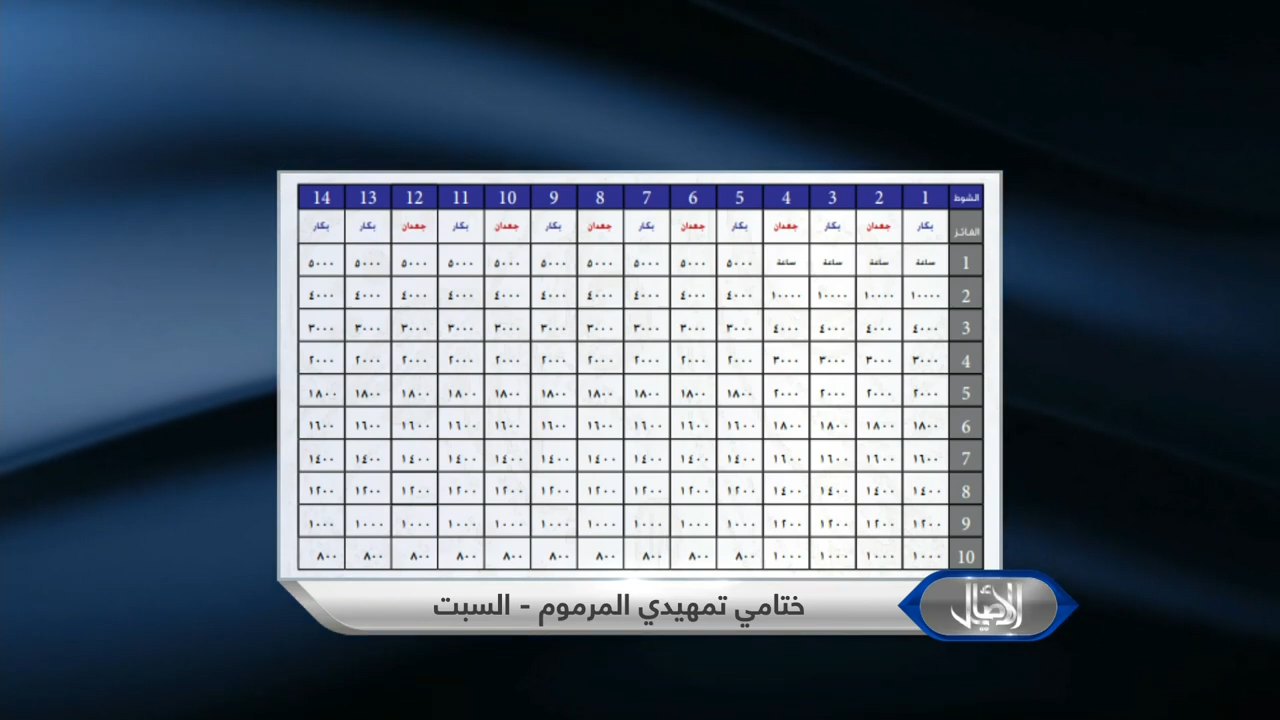 الشوط 1 2 3 4 5 6 7 8 9 10 11 12 13 14
الفائز بكار جعدان بكار جعدان بكار جعدان بكار جعدان بكار جعدان بكار جعدان بكار بكار
1 ساعة ساعة ساعة ساعة ٥٠٠٠ ٥٠٠٠ ٥٠٠٠ ٥٠٠٠ ٥٠٠٠ ٥٠٠٠ ٥٠٠٠ ٥٠٠٠ ٥٠٠٠ ٥٠٠٠
2 ١٠٠٠٠ ١٠٠٠٠ ١٠٠٠٠ ١٠٠٠٠ ٤٠٠٠ ٤٠٠٠ ٤٠٠٠ ٤٠٠٠ ٤٠٠٠ ٤٠٠٠ ٤٠٠٠ ٤٠٠٠ ٤٠٠٠ ٤٠٠٠
3 ٤٠٠٠ ٤٠٠٠ ٤٠٠٠ ٤٠٠٠ ٣٠٠٠ ٣٠٠٠ ٣٠٠٠ ٣٠٠٠ ٣٠٠٠ ٣٠٠٠ ٣٠٠٠ ٣٠٠٠ ٣٠٠٠ ٣٠٠٠
4 ٣٠٠٠ ٣٠٠٠ ٣٠٠٠ ٣٠٠٠ ٢٠٠٠ ٢٠٠٠ ٢٠٠٠ ٢٠٠٠ ٢٠٠٠ ٢٠٠٠ ٢٠٠٠ ٢٠٠٠ ٢٠٠٠ ٢٠٠٠
5 ٢٠٠٠ ٢٠٠٠ ٢٠٠٠ ٢٠٠٠ ١٨٠٠ ١٨٠٠ ١٨٠٠ ١٨٠٠ ١٨٠٠ ١٨٠٠ ١٨٠٠ ١٨٠٠ ١٨٠٠ ١٨٠٠
6 ١٨٠٠ ١٨٠٠ ١٨٠٠ ١٨٠٠ ١٦٠٠ ١٦٠٠ ١٦٠٠ ١٦٠٠ ١٦٠٠ ١٦٠٠ ١٦٠٠ ١٦٠٠ ١٦٠٠ ١٦٠٠
7 ١٦٠٠ ١٦٠٠ ١٦٠٠ ١٦٠٠ ١٤٠٠ ١٤٠٠ ١٤٠٠ ١٤٠٠ ١٤٠٠ ١٤٠٠ ١٤٠٠ ١٤٠٠ ١٤٠٠ ١٤٠٠
8 ١٤٠٠ ١٤٠٠ ١٤٠٠ ١٤٠٠ ١٢٠٠ ١٢٠٠ ١٢٠٠ ١٢٠٠ ١٢٠٠ ١٢٠٠ ١٢٠٠ ١٢٠٠ ١٢٠٠ ١٢٠٠
9 ١٢٠٠ ١٢٠٠ ١٢٠٠ ١٢٠٠ ١٠٠٠ ١٠٠٠ ١٠٠٠ ١٠٠٠ ١٠٠٠ ١٠٠٠ ١٠٠٠ ١٠٠٠ ١٠٠٠ ١٠٠٠
10 ١٠٠٠ ١٠٠٠ ١٠٠٠ ١٠٠٠ ٨٠٠ ٨٠٠ ٨٠٠ ٨٠٠ ٨٠٠ ٨٠٠ ٨٠٠ ٨٠٠ ٨٠٠ ٨٠٠
ختامي تمهيدي المرموم - السبت